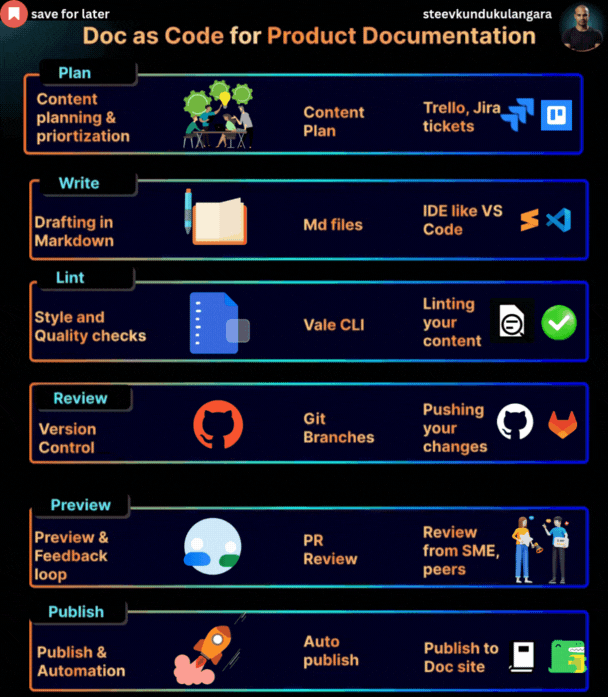 save for later
steevkundukulangara
Doc as Code for Product Documentation
Plan
Content
planning &
priortization
Content
Plan
Trello, Jira
tickets
Write
Drafting in
Markdown
Md files
IDE like VS
Code
Lint
Style and
Quality checks
Vale CLI
Linting
your
content
Review
Version
Control
Git
Branches
Pushing
your
changes
Preview
Preview &
Feedback
loop
PR
Review
Review
from SME,
peers
Publish
Publish &
Automation
Auto
publish
Publish to
Doc site